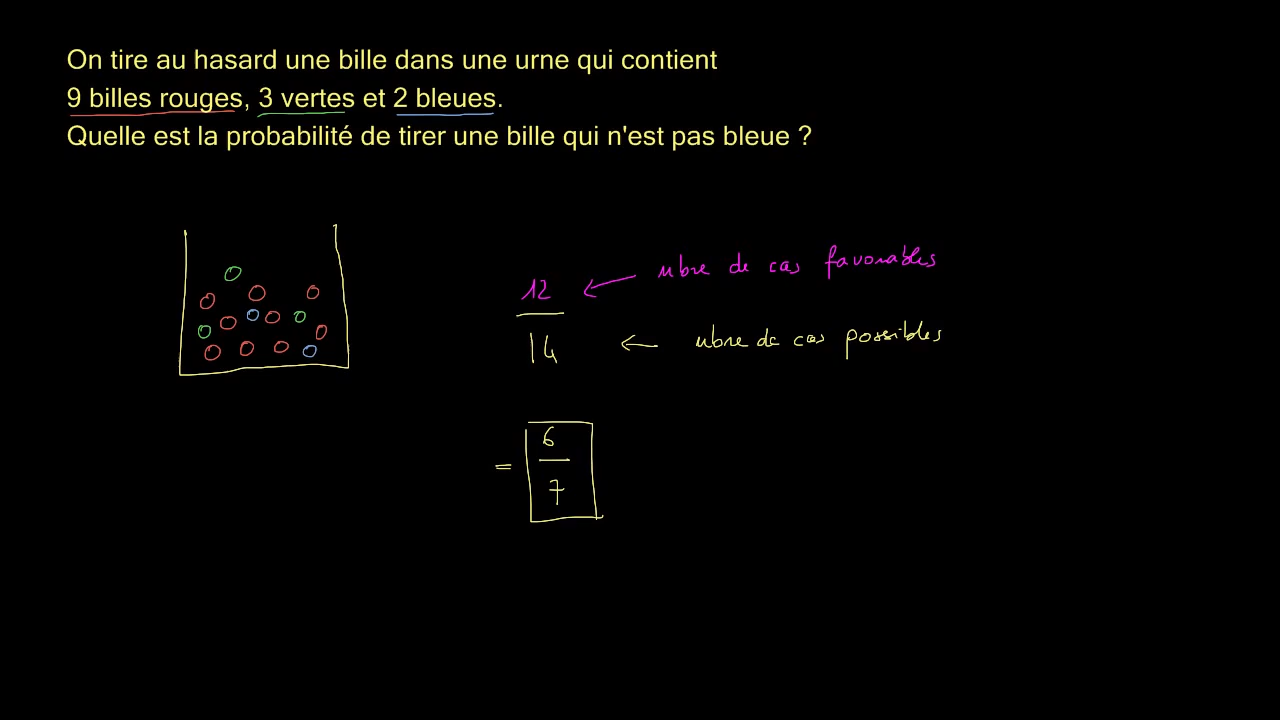 On tire au hasard une bille dans une urne qui contient
9 billes rouges, 3 vertes et 2 bleues.
Quelle est la probabilité de tirer une bille qui n'est pas bleue ?
12 ← nbre de cas favorables
14 ← nbre de cas possibles
= 6
7